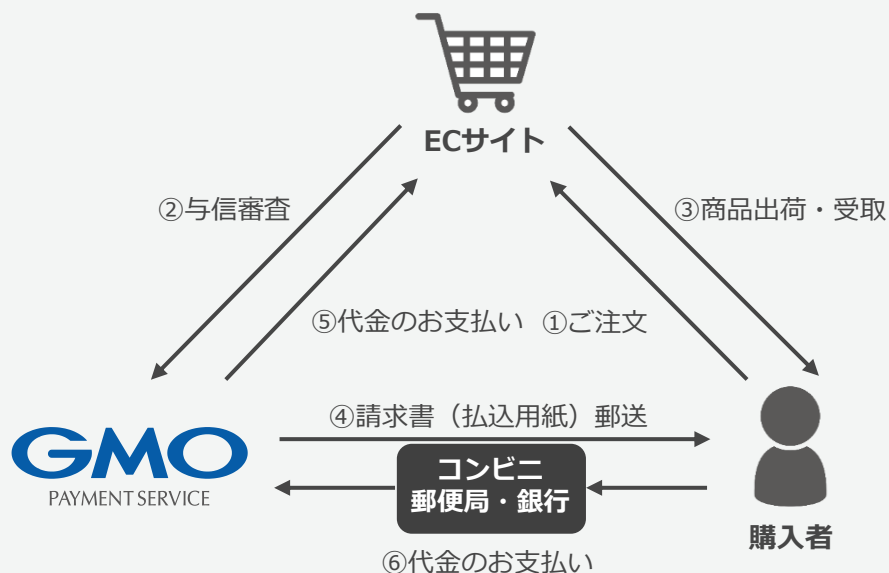 ECサイト
②与信審査
③商品出荷・受取
⑤代金のお支払い
①ご注文
④請求書（払込用紙）郵送
GMO
PAYMENT SERVICE
コンビニ
郵便局・銀行
購入者
⑥代金のお支払い